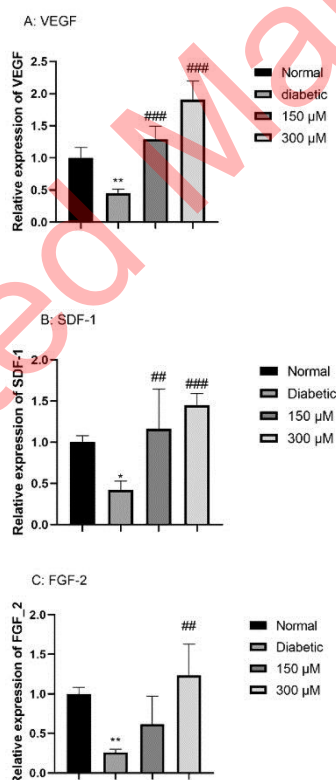 A: VEGF
Relative expression of VEGF
2.5
2.0
1.5
1.0
0.5
0.0
**
###
###
Normal
diabetic
150 µM
300 µM
B: SDF-1
Relative expression of SDF-1
2.0
1.5
1.0
0.5
0.0
*
##
###
Normal
Diabetic
150 µM
300 µM
C: FGF-2
Relative expression of FGF_2
2.0
1.5
1.0
0.5
0.0
**
##
Normal
Diabetic
150 µM
300 µM